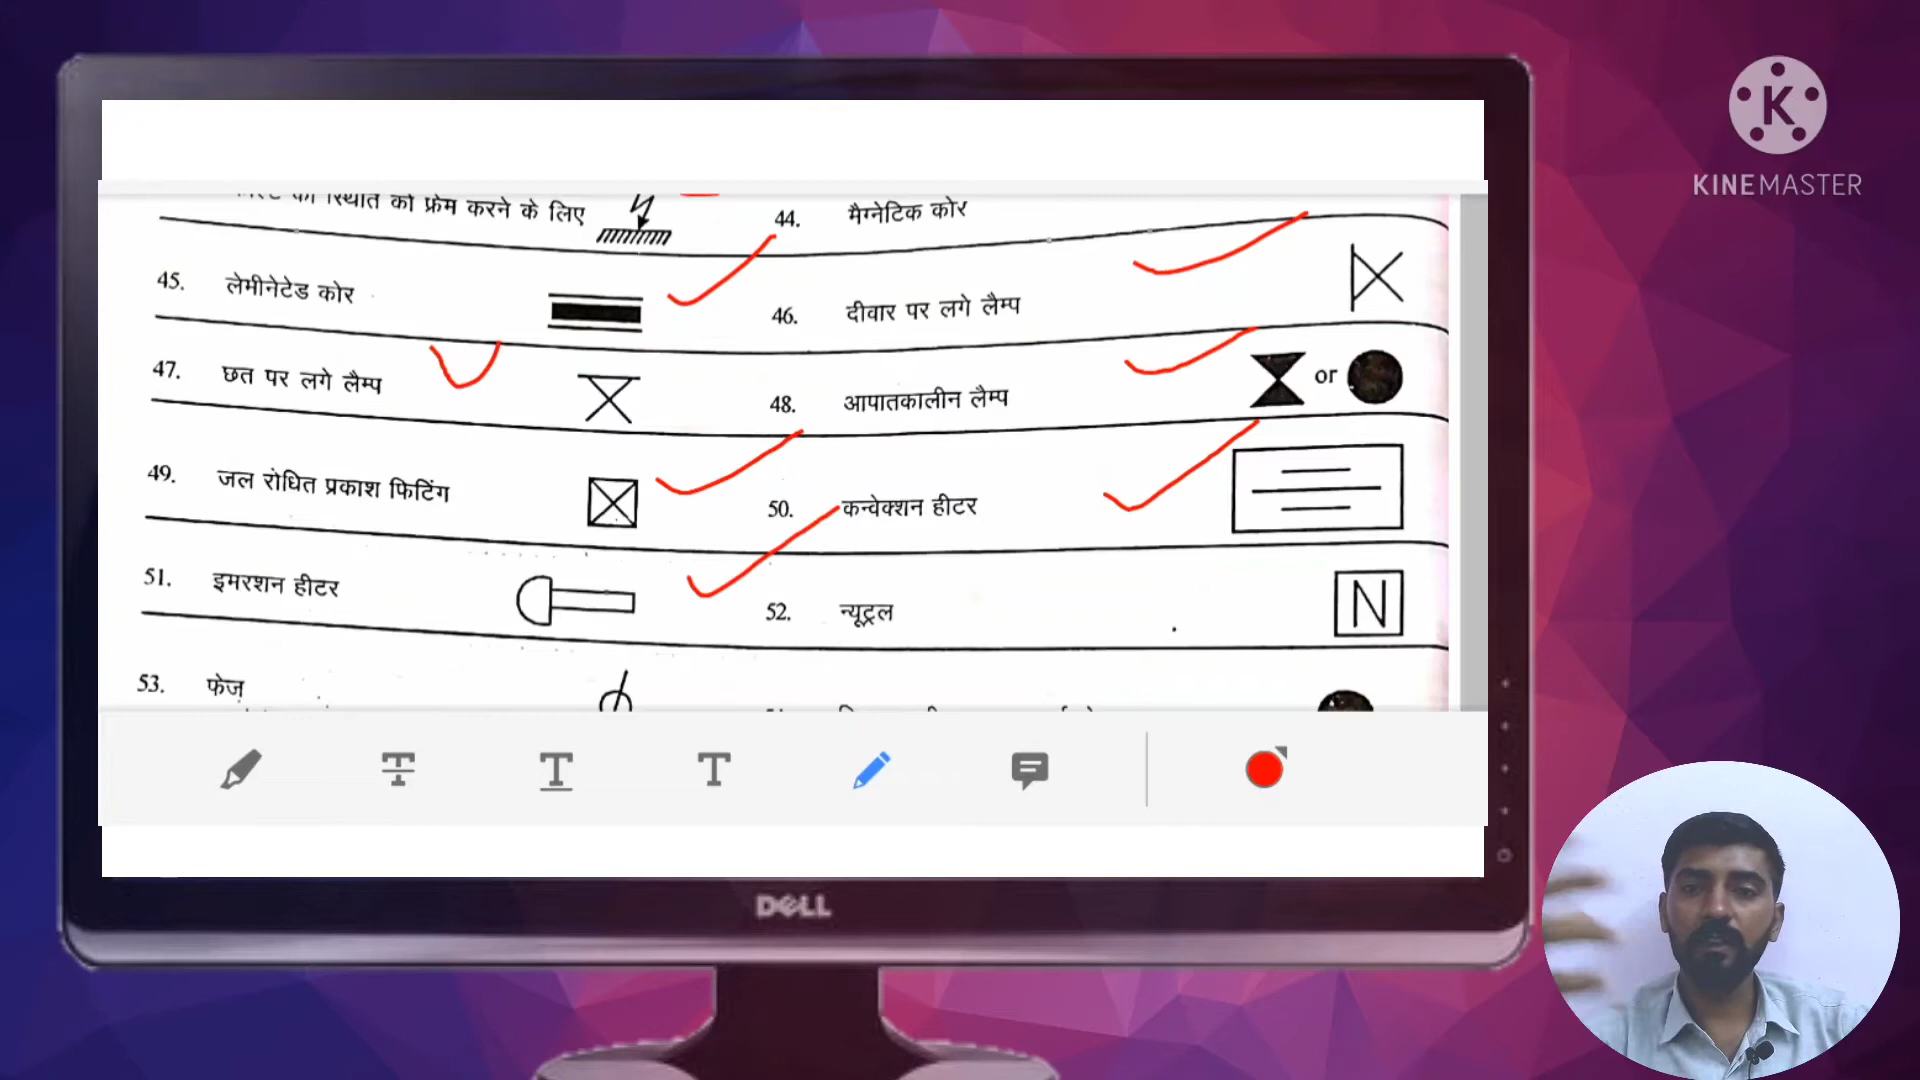 स्थिति को फ्रेम करने के लिए
44. मैग्नेटिक कोर
45. लेमीनेटेड कोर
46. दीवार पर लगे लैम्प
47. छत पर लगे लैम्प
48. आपातकालीन लैम्प
or
49. जल रोधित प्रकाश फिटिंग
50. कन्वेक्शन हीटर
51. इमरशन हीटर
52. न्यूट्रल
N
53. फेज
T T T
DELL
K
KINEMASTER